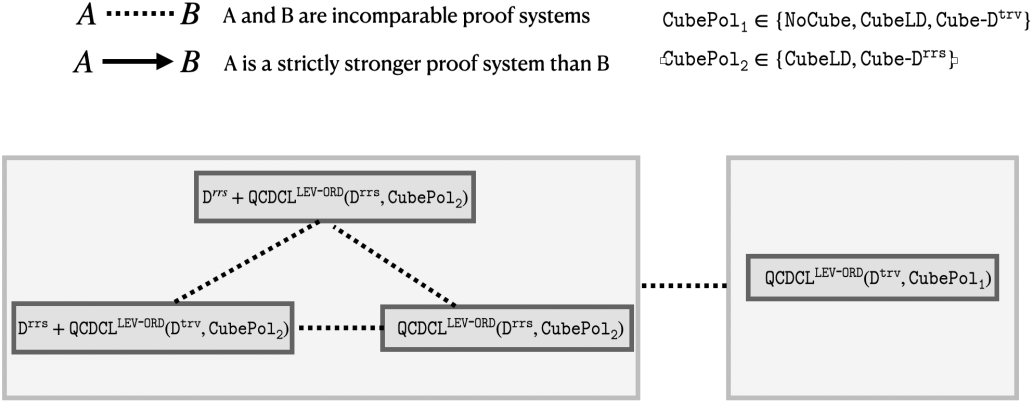 A B A and B are incomparable proof systems CubePol₁ ∈ {NoCube, CubeLD, Cube-Dᵗʳᵛ}
A B A is a strictly stronger proof system than B CubePol₂ ∈ {CubeLD, Cube-Dʳʳˢ}
Dʳʳˢ + QCDCLᴸᴱⱽ⁻ᴼᴿᴰ(Dʳʳˢ, CubePol₂)
QCDCLᴸᴱⱽ⁻ᴼᴿᴰ(Dᵗʳᵛ, CubePol₁)
Dʳʳˢ + QCDCLᴸᴱⱽ⁻ᴼᴿᴰ(Dᵗʳᵛ, CubePol₂) QCDCLᴸᴱⱽ⁻ᴼᴿᴰ(Dʳʳˢ, CubePol₂)